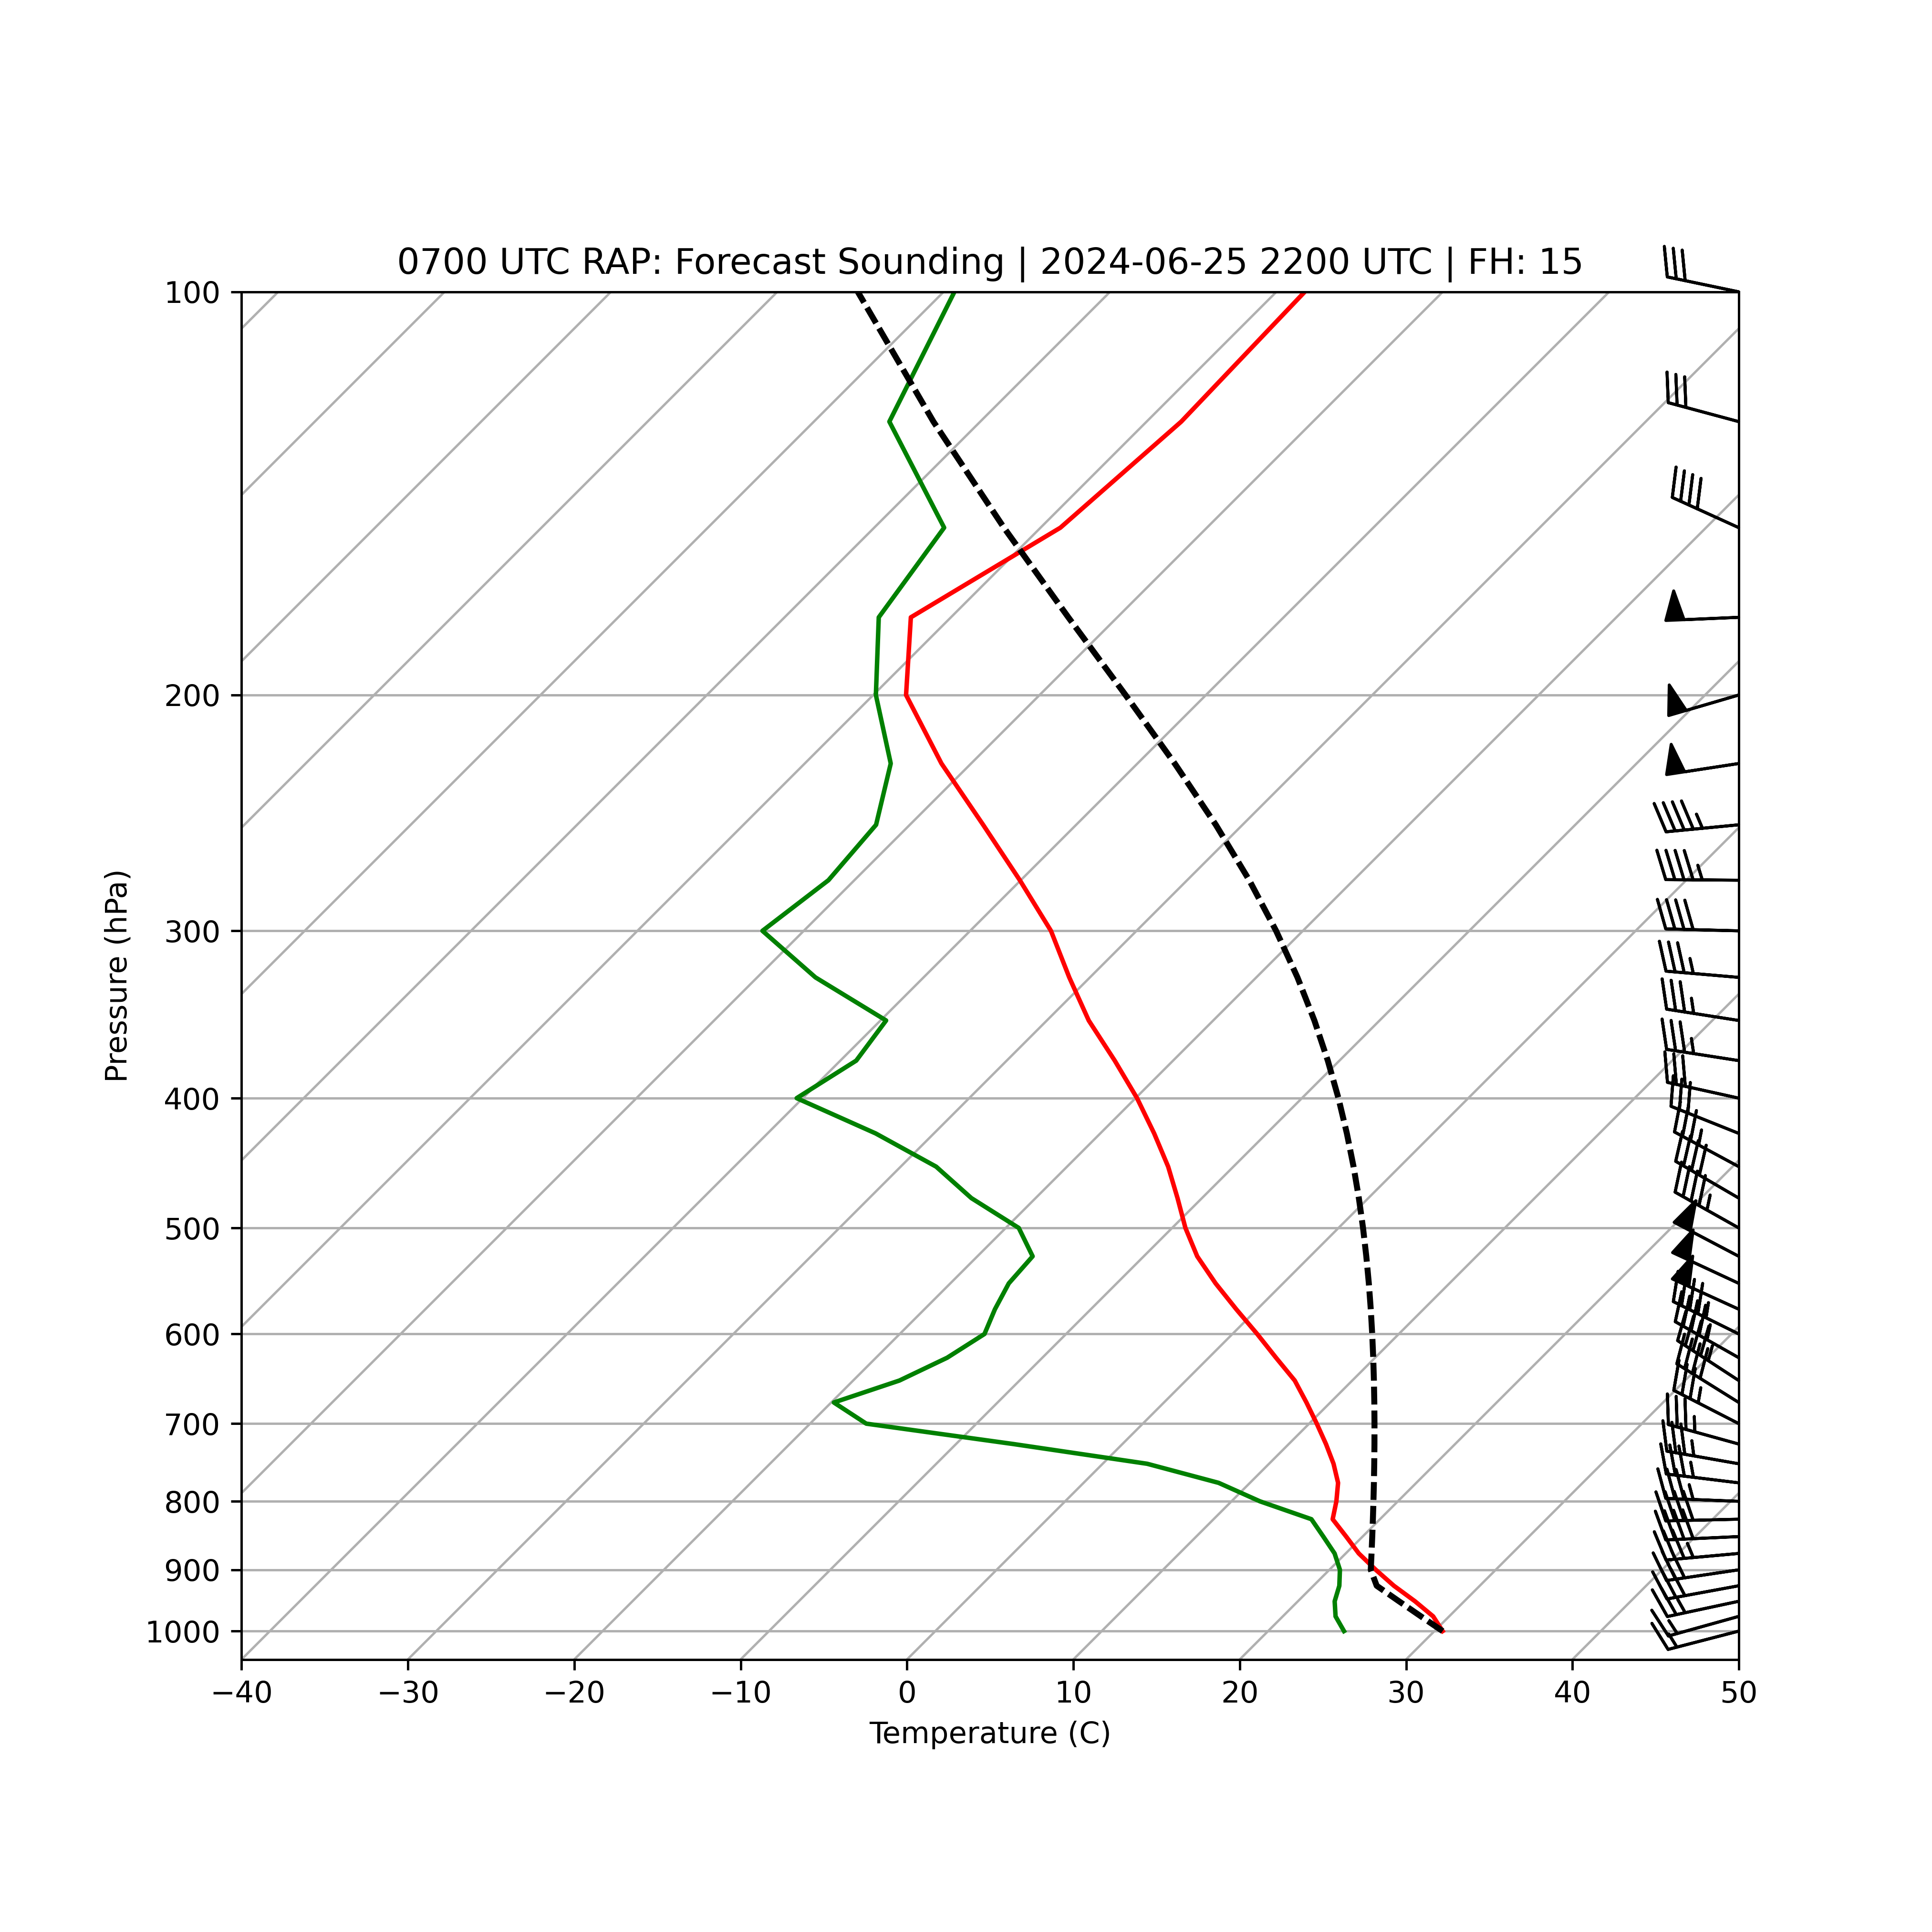 0700 UTC RAP: Forecast Sounding | 2024-06-25 2200 UTC | FH: 15
100
200
300
400
500
600
700
800
900
1000
Pressure (hPa)
−40 −30 −20 −10 0 10 20 30 40 50
Temperature (C)